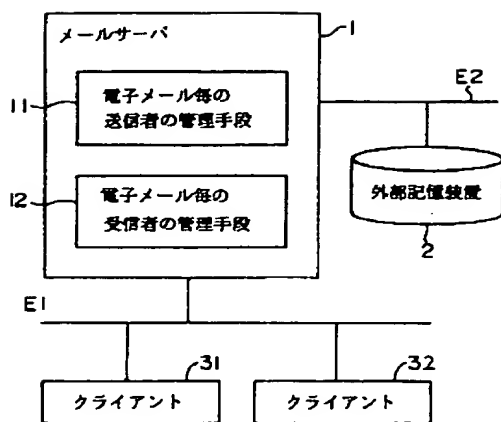 メールサーバ
1
11
電子メール毎の
送信者の管理手段
E2
12
電子メール毎の
受信者の管理手段
外部記憶装置
2
E1
31
32
クライアント
クライアント